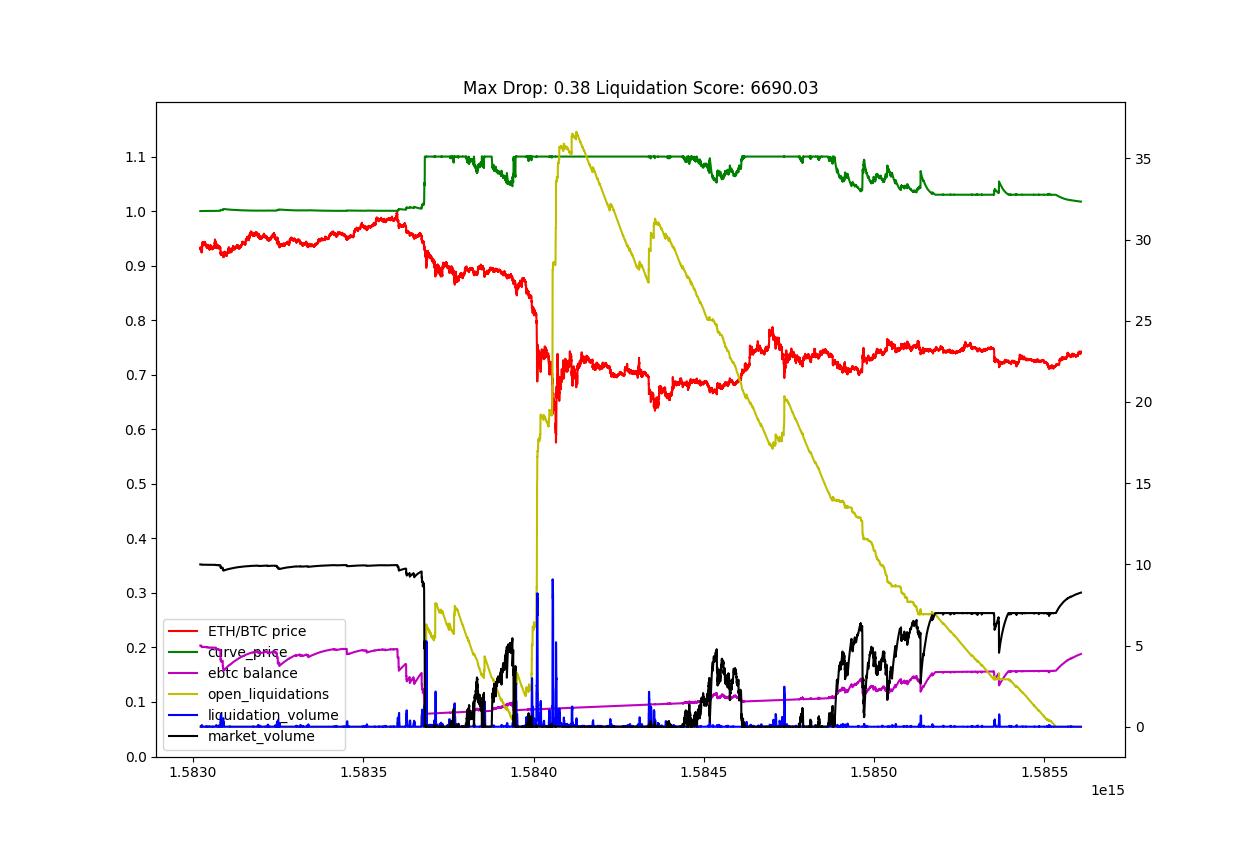 Max Drop: 0.38 Liquidation Score: 6690.03
1.1
1.0
0.9
0.8
0.7
0.6
0.5
0.4
0.3
0.2
0.1
0.0
35
30
25
20
15
10
5
0
ETH/BTC price
curve_price
ebtc balance
open_liquidations
liquidation_volume
market_volume
1.5830 1.5835 1.5840 1.5845 1.5850 1.5855
1e15